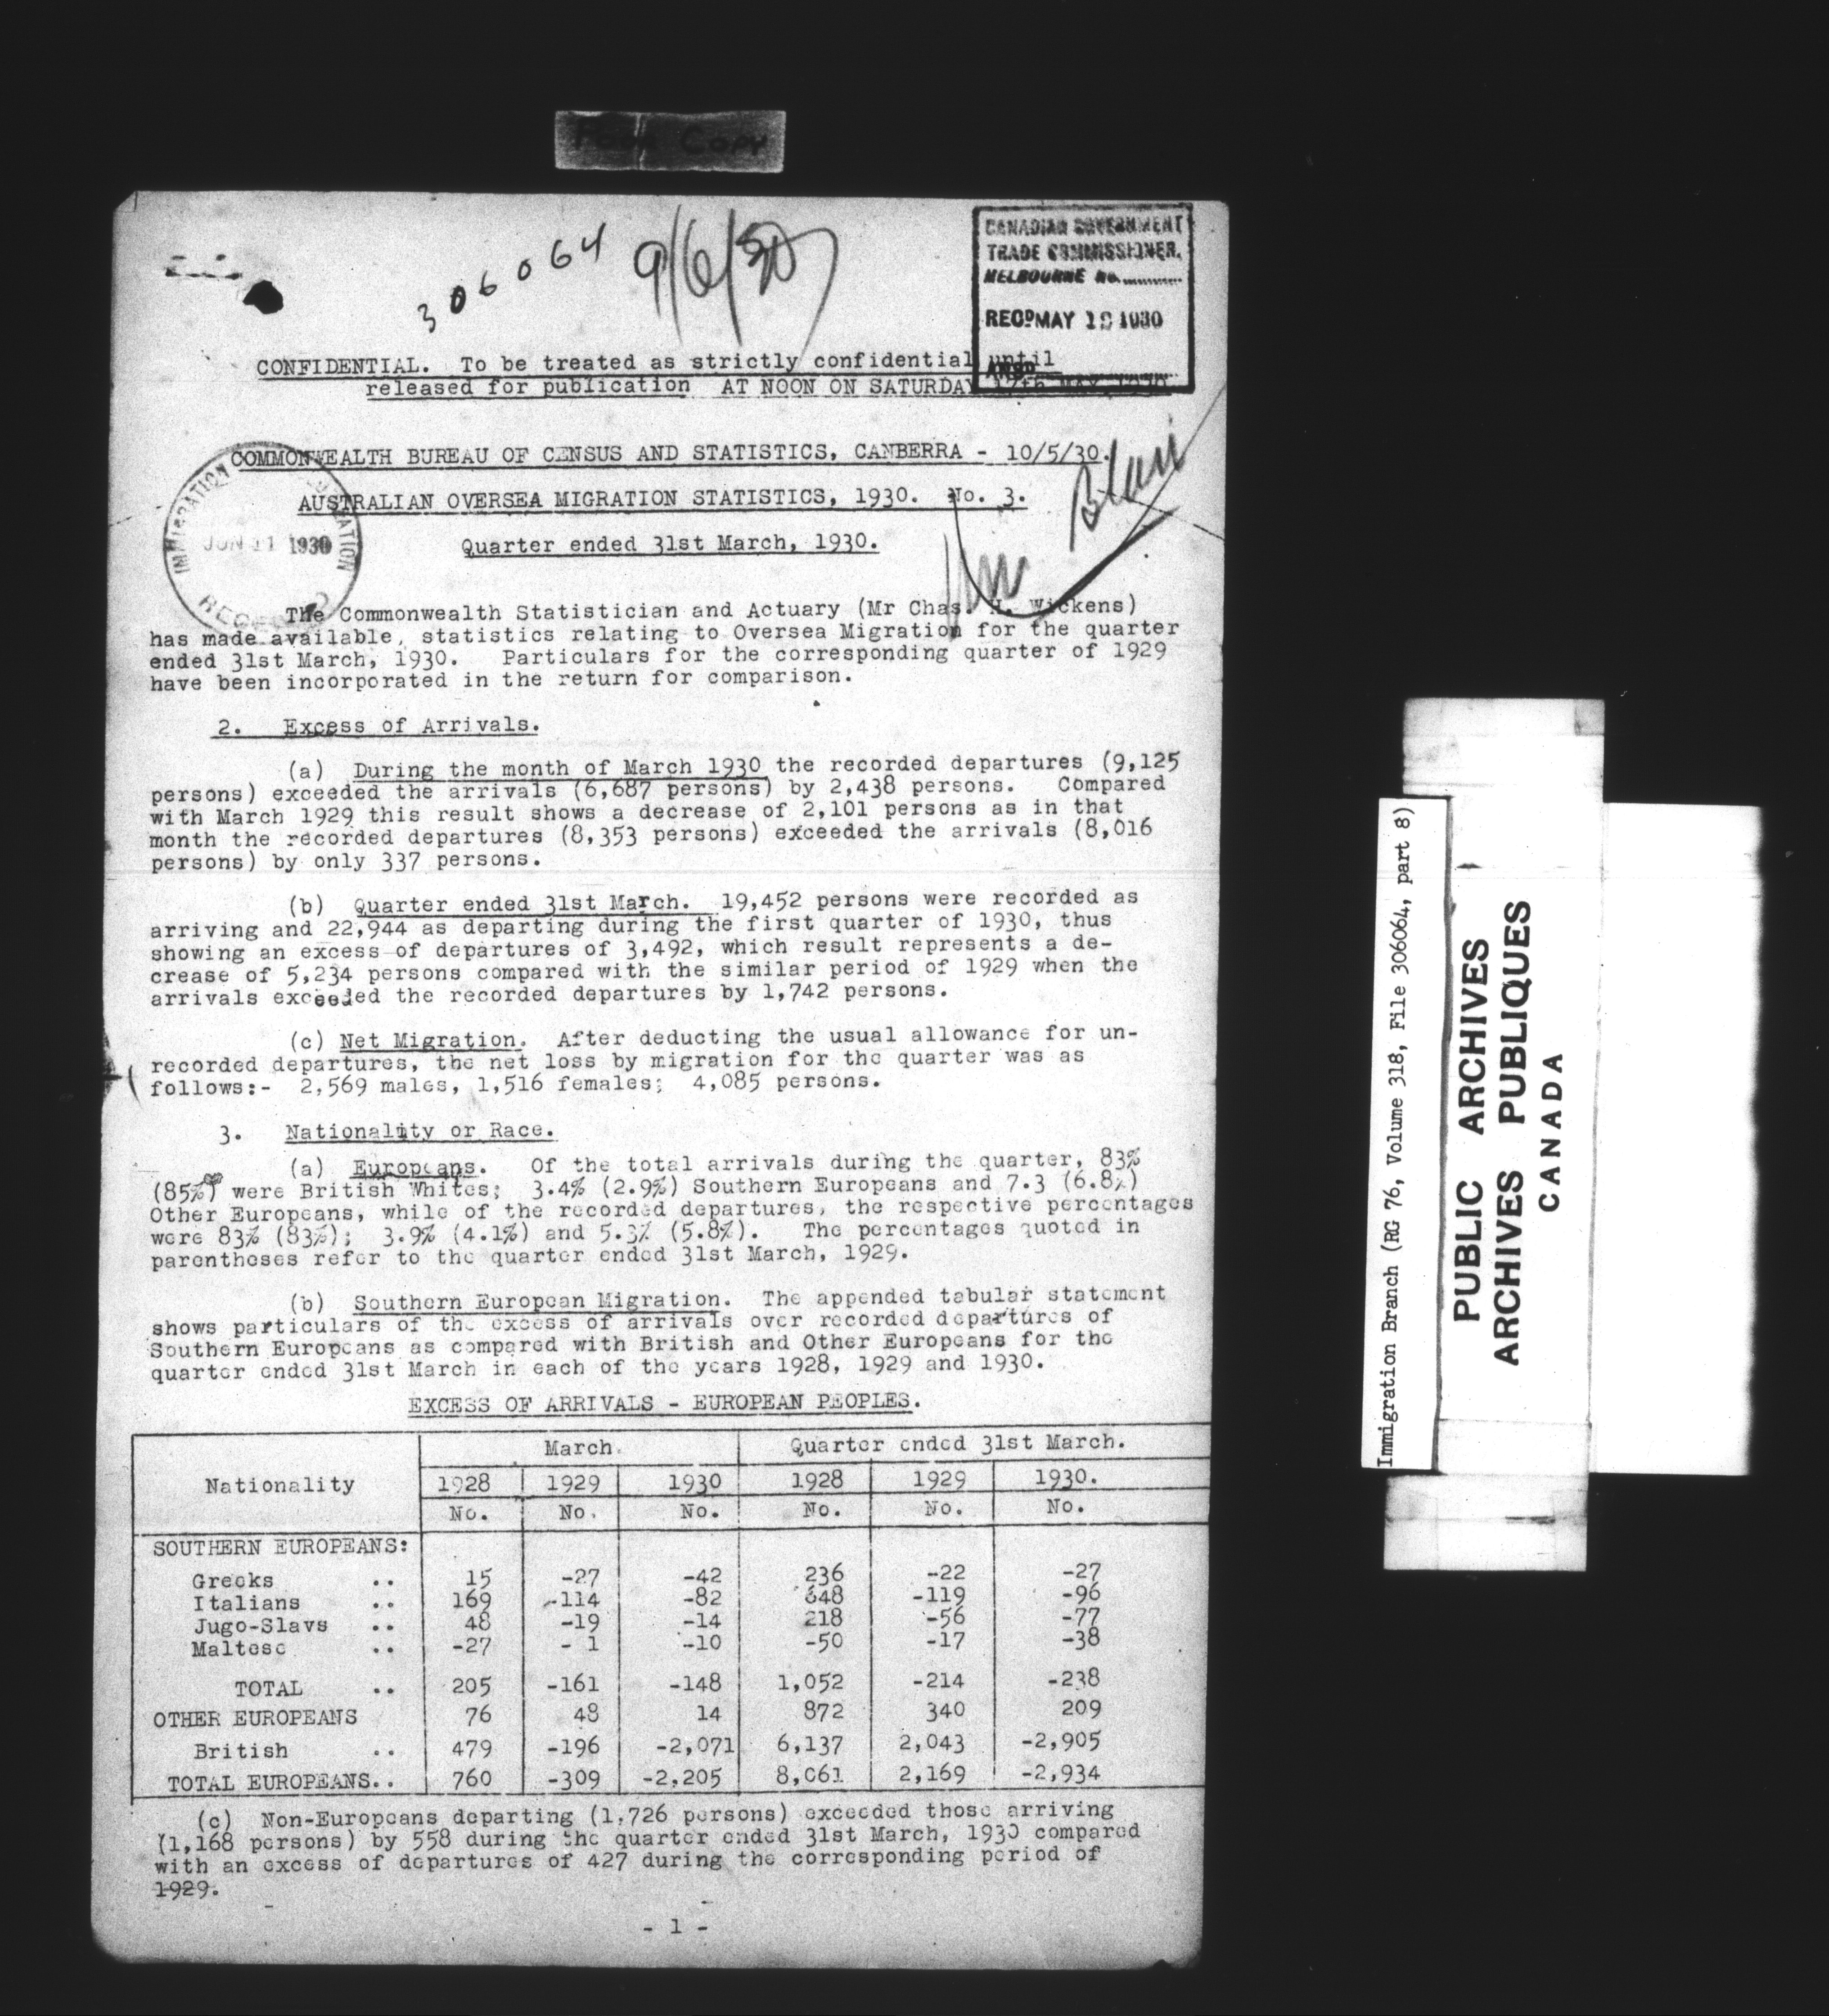 Copy
306064
9/6/30
CANADIAN GOVERNMENT
TRADE COMMISSIONER.
MELBOURNE No.
REC'D MAY 1930
CONFIDENTIAL. To be treated as strictly confidential until
released for publication AT NOON ON SATURDAY 17th MAY 1930
COMMONWEALTH BUREAU OF CENSUS AND STATISTICS, CANBERRA - 10/5/30.
AUSTRALIAN OVERSEA MIGRATION STATISTICS, 1930. No. 3.
Quarter ended 31st March, 1930.
IMMIGRATION
JUN 11 1930
RECEIVED
Mr Blair
The Commonwealth Statistician and Actuary (Mr Chas. H. Wickens)
has made available, statistics relating to Oversea Migration for the quarter
ended 31st March, 1930. Particulars for the corresponding quarter of 1929
have been incorporated in the return for comparison.
2. Excess of Arrivals.
(a) During the month of March 1930 the recorded departures (9,125
persons) exceeded the arrivals (6,687 persons) by 2,438 persons. Compared
with March 1929 this result shows a decrease of 2,101 persons as in that
month the recorded departures (8,353 persons) exceeded the arrivals (8,016
persons) by only 337 persons.
(b) Quarter ended 31st March. 19,452 persons were recorded as
arriving and 22,944 as departing during the first quarter of 1930, thus
showing an excess of departures of 3,492, which result represents a de-
crease of 5,234 persons compared with the similar period of 1929 when the
arrivals exceeded the recorded departures by 1,742 persons.
(c) Net Migration. After deducting the usual allowance for un-
recorded departures, the net loss by migration for the quarter was as
follows:- 2,569 males, 1,516 females; 4,085 persons.
3. Nationality or Race.
(a) Europeans. Of the total arrivals during the quarter, 83%
(85%) were British Whites; 3.4% (2.9%) Southern Europeans and 7.3 (6.8%)
Other Europeans, while of the recorded departures, the respective percentages
were 83% (83%); 3.9% (4.1%) and 5.3% (5.8%). The percentages quoted in
parentheses refer to the quarter ended 31st March, 1929.
(b) Southern European Migration. The appended tabular statement
shows particulars of the excess of arrivals over recorded departures of
Southern Europeans as compared with British and Other Europeans for the
quarter ended 31st March in each of the years 1928, 1929 and 1930.
EXCESS OF ARRIVALS - EUROPEAN PEOPLES.
March. Quarter ended 31st March.
Nationality 1928 1929 1930 1928 1929 1930.
No. No. No. No. No. No.
SOUTHERN EUROPEANS:
Greeks .. 15 -27 -42 236 -22 -27
Italians .. 169 -114 -82 648 -119 -96
Jugo-Slavs .. 48 -19 -14 218 -56 -77
Maltese .. -27 - 1 -10 -50 -17 -38
TOTAL .. 205 -161 -148 1,052 -214 -238
OTHER EUROPEANS 76 48 14 872 340 209
British .. 479 -196 -2,071 6,137 2,043 -2,905
TOTAL EUROPEANS.. 760 -309 -2,205 8,061 2,169 -2,934
(c) Non-Europeans departing (1,726 persons) exceeded those arriving
(1,168 persons) by 558 during the quarter ended 31st March, 1930 compared
with an excess of departures of 427 during the corresponding period of
1929.
- 1 -
Immigration Branch (RG 76, Volume 318, File 306064, part 8)
PUBLIC ARCHIVES
ARCHIVES PUBLIQUES
CANADA